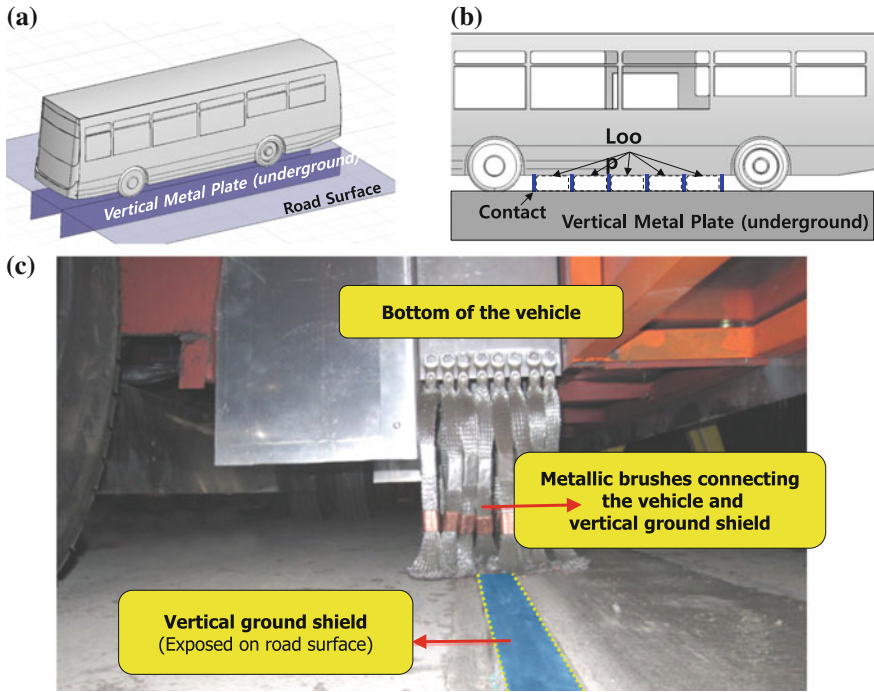 (a)
Vertical Metal Plate (underground)
Road Surface
(b)
Loo
p
Contact
Vertical Metal Plate (underground)
(c)
Bottom of the vehicle
Metallic brushes connecting
the vehicle and
vertical ground shield
Vertical ground shield
(Exposed on road surface)